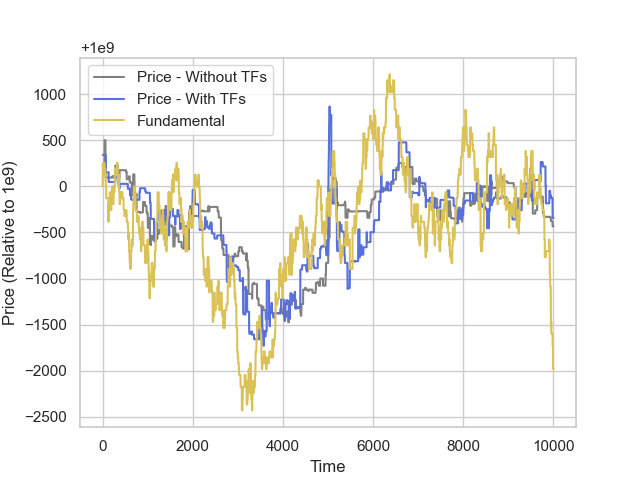 +1e9
Price - Without TFs
Price - With TFs
Fundamental
1000
500
0
−500
−1000
−1500
−2000
−2500
Price (Relative to 1e9)
0 2000 4000 6000 8000 10000
Time